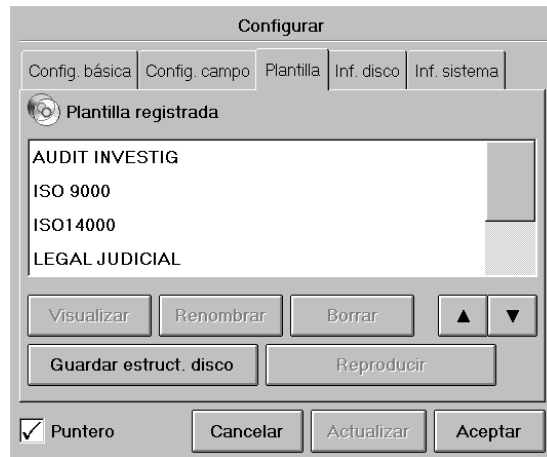 Configurar
Config. básica Config. campo Plantilla Inf. disco Inf. sistema
Plantilla registrada
AUDIT INVESTIG
ISO 9000
ISO14000
LEGAL JUDICIAL
Visualizar Renombrar Borrar
Guardar estruct. disco Reproducir
Puntero Cancelar Actualizar Aceptar